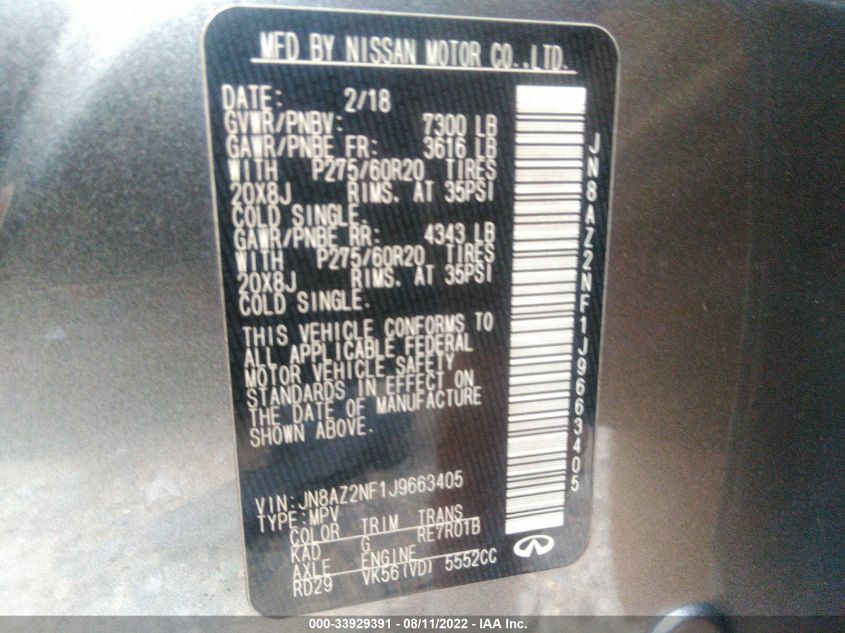 MFD BY NISSAN MOTOR CO.,LTD.
DATE: 2/18
GVWR/PNBV: 7300 LB
GAWR/PNBE FR: 3616 LB
WITH P275/60R20 TIRES
20X8J RIMS. AT 35PSI
COLD SINGLE.
GAWR/PNBE RR: 4343 LB
WITH P275/60R20 TIRES
20X8J RIMS. AT 35PSI
COLD SINGLE.
THIS VEHICLE CONFORMS TO
ALL APPLICABLE FEDERAL
MOTOR VEHICLE SAFETY
STANDARDS IN EFFECT ON
THE DATE OF MANUFACTURE
SHOWN ABOVE.
VIN:JN8AZ2NF1J9663405
TYPE:MPV
COLOR TRIM TRANS
KAD G RE7R01B
AXLE ENGINE
RD29 VK56(VD) 5552CC
JN8AZ2NF1J9663405
000-33929391 - 08/11/2022 - IAA Inc.